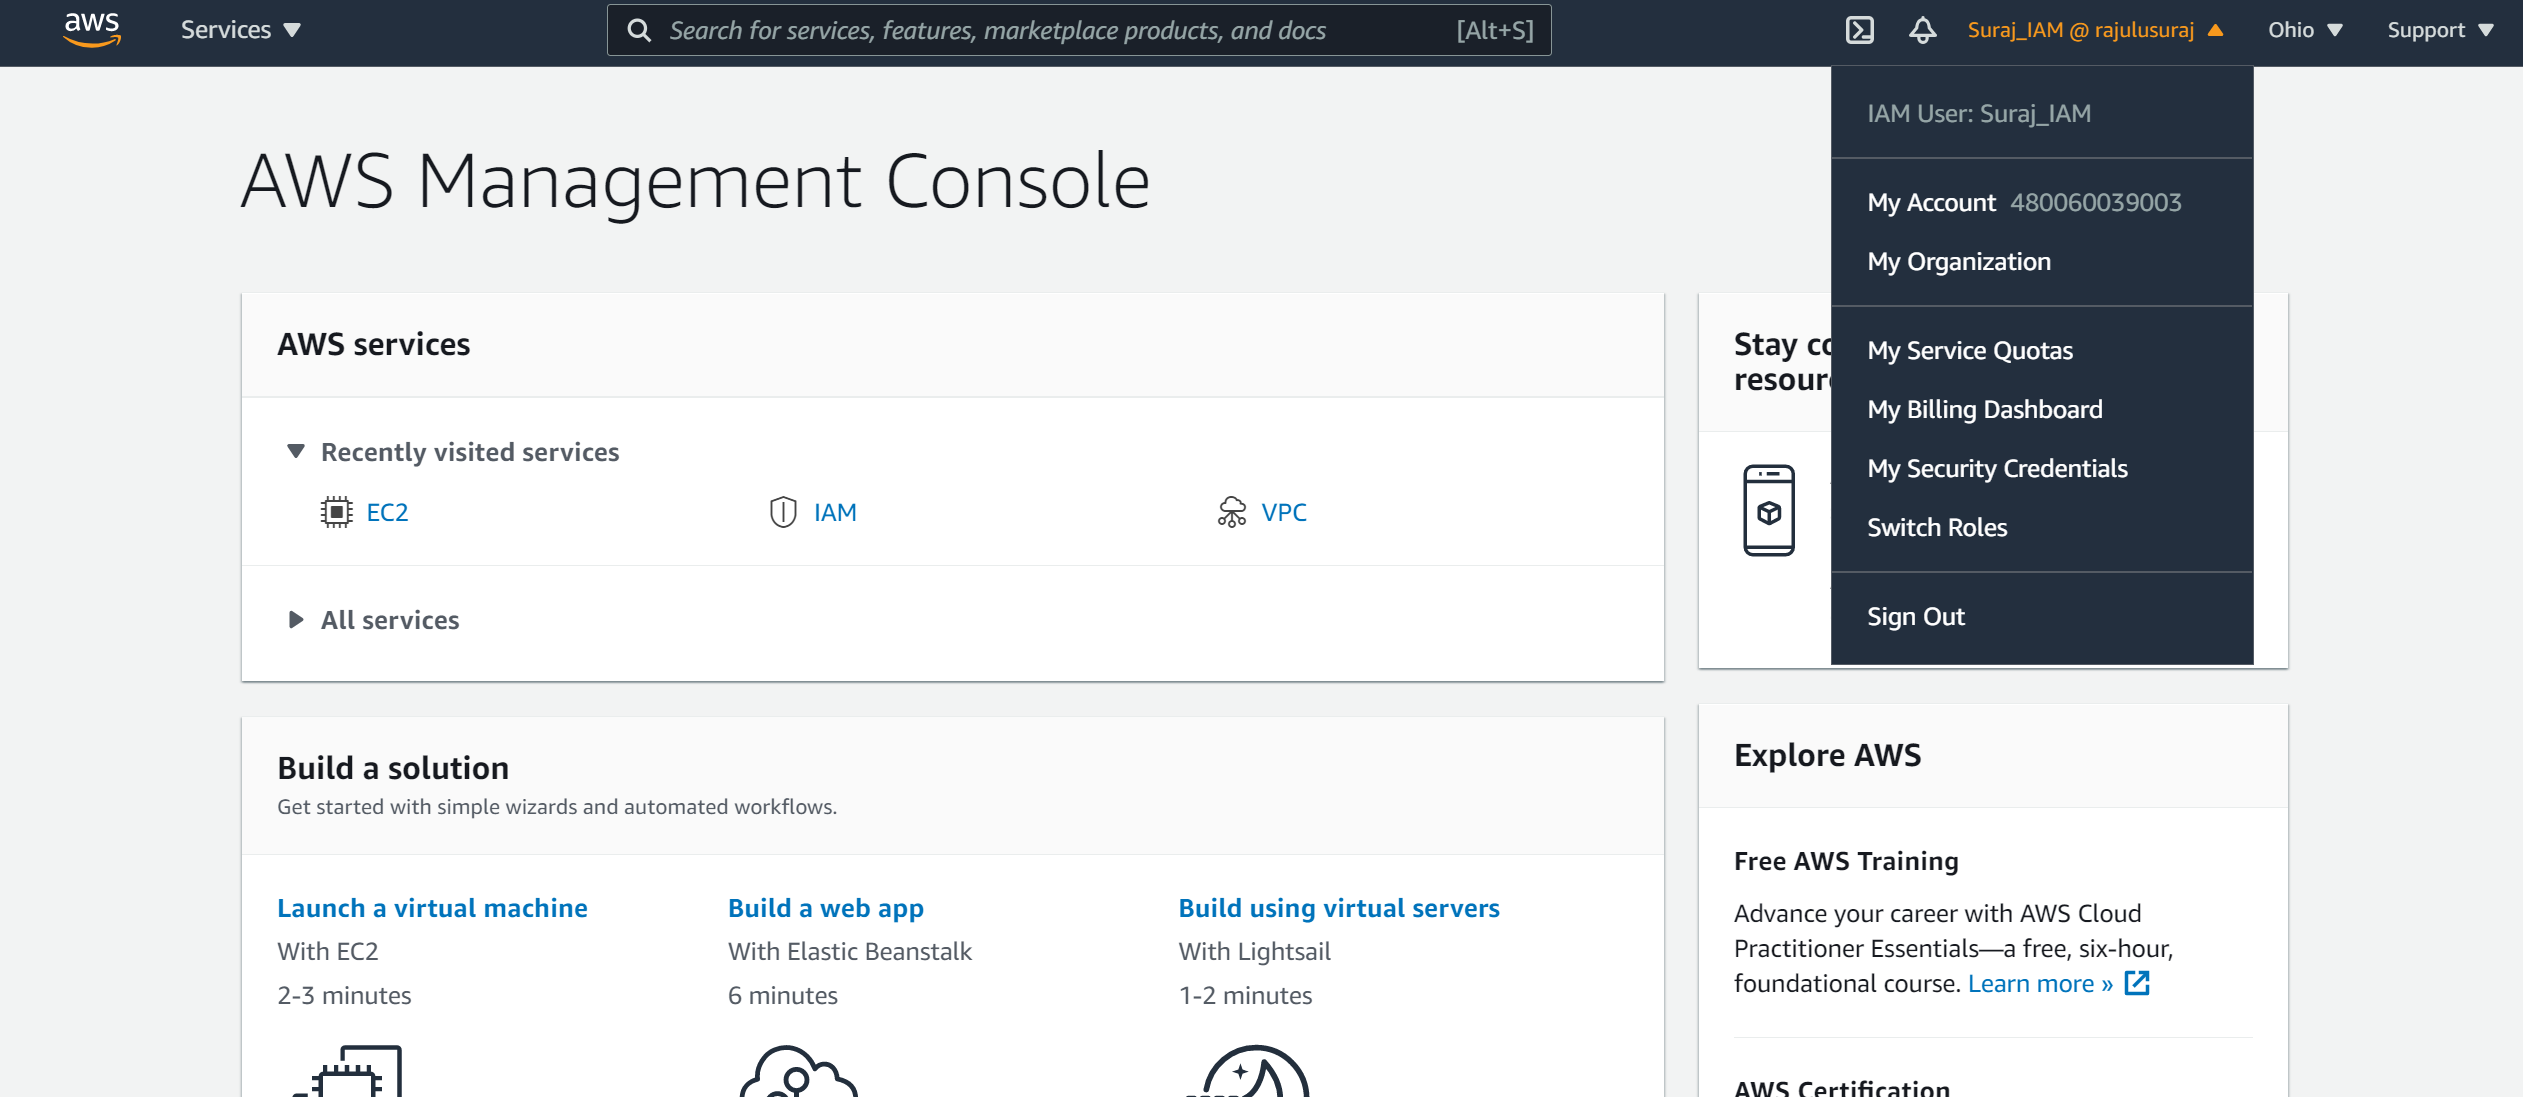 aws
Services
Search for services, features, marketplace products, and docs [Alt+S]
Suraj_IAM @ rajulusuraj
Ohio
Support
IAM User: Suraj_IAM
My Account 480060039003
My Organization
My Service Quotas
My Billing Dashboard
My Security Credentials
Switch Roles
Sign Out
AWS Management Console
AWS services
Recently visited services
EC2
IAM
VPC
All services
Stay
Build a solution
Get started with simple wizards and automated workflows.
Launch a virtual machine
With EC2
2-3 minutes
Build a web app
With Elastic Beanstalk
6 minutes
Build using virtual servers
With Lightsail
1-2 minutes
Explore AWS
Free AWS Training
Advance your career with AWS Cloud
Practitioner Essentials—a free, six-hour,
foundational course. Learn more »
AWS Certification